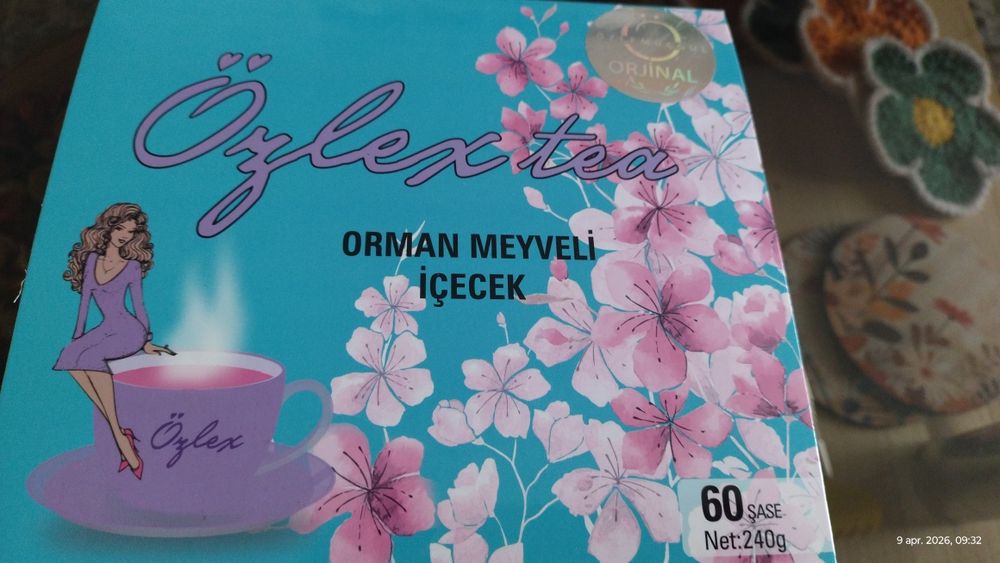 Özlex tea
ORJİNAL
ORMAN MEYVELİ
İÇECEK
Özlex
60 ŞASE
Net:240g
9 apr. 2026, 09:32